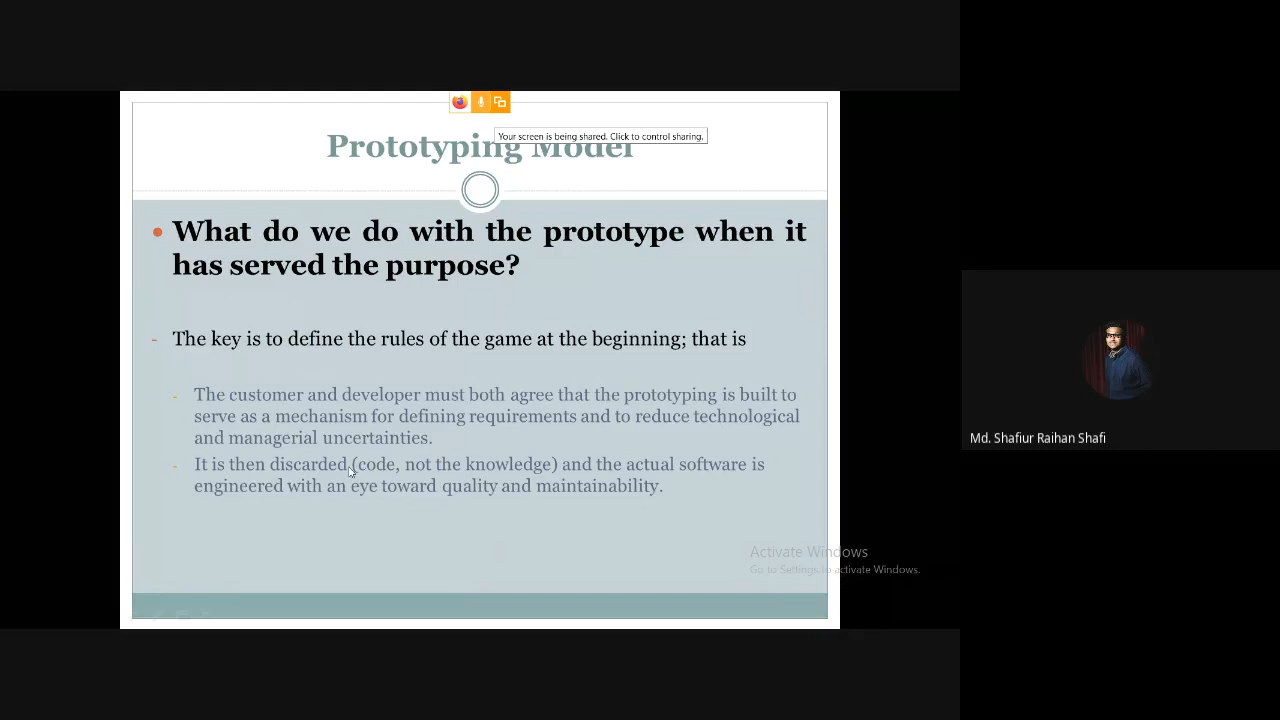 Your screen is being shared. Click to control sharing.
Prototyping Model
• What do we do with the prototype when it
has served the purpose?
- The key is to define the rules of the game at the beginning; that is
- The customer and developer must both agree that the prototyping is built to
serve as a mechanism for defining requirements and to reduce technological
and managerial uncertainties.
- It is then discarded (code, not the knowledge) and the actual software is
engineered with an eye toward quality and maintainability.
Activate Windows
Go to Settings to activate Windows.
Md. Shafiur Raihan Shafi